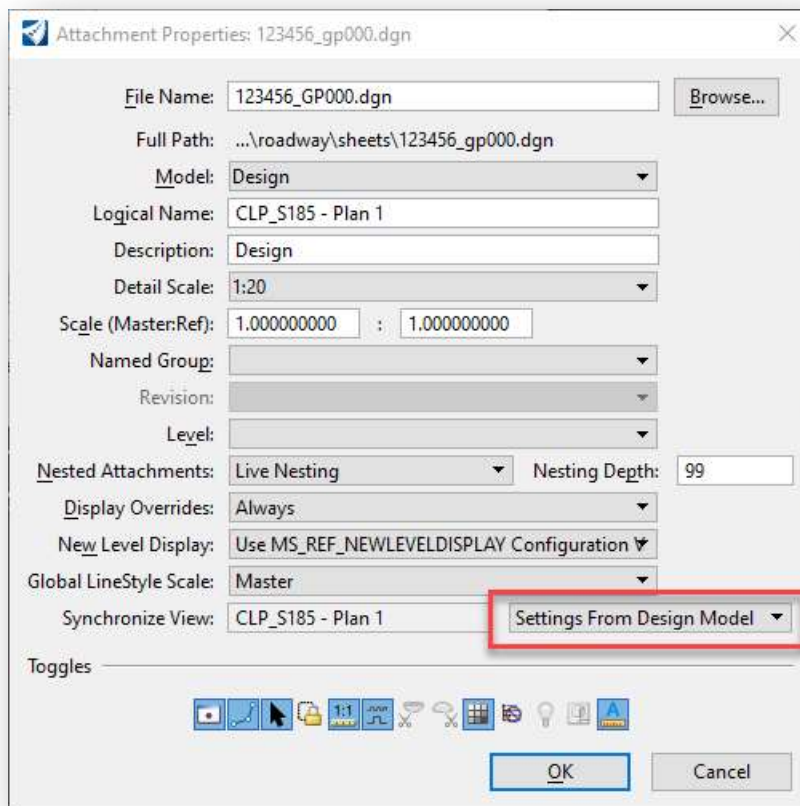 Attachment Properties: 123456_gp000.dgn
File Name: 123456_GP000.dgn Browse...
Full Path: ...\roadway\sheets\123456_gp000.dgn
Model: Design
Logical Name: CLP_S185 - Plan 1
Description: Design
Detail Scale: 1:20
Scale (Master:Ref): 1.000000000 : 1.000000000
Named Group:
Revision:
Level:
Nested Attachments: Live Nesting Nesting Depth: 99
Display Overrides: Always
New Level Display: Use MS_REF_NEWLEVELDISPLAY Configuration
Global LineStyle Scale: Master
Synchronize View: CLP_S185 - Plan 1 Settings From Design Model
Toggles
1:1 A
OK Cancel